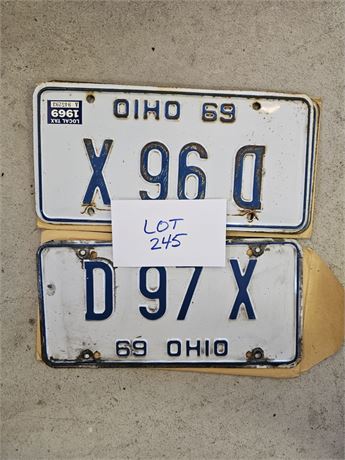 D 96 X
69 OHIO
LOCAL TAX
1969
LOT
245
D 97 X
69 OHIO